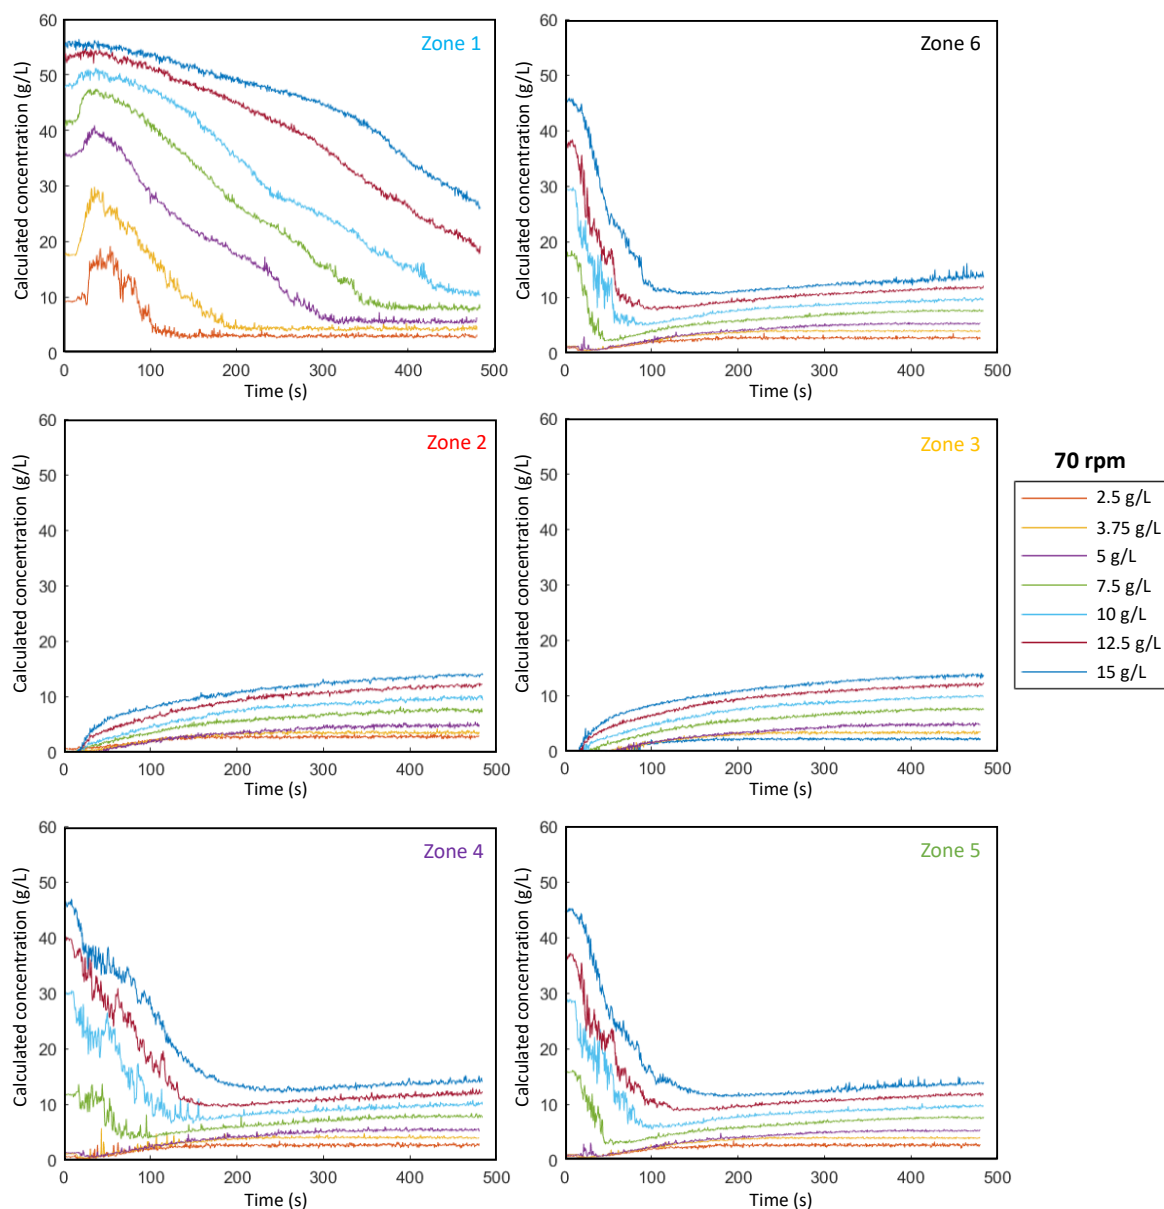 Zone 1
Calculated concentration (g/L)
60
50
40
30
20
10
0
0 100 200 300 400 500
Time (s)
Zone 6
Calculated concentration (g/L)
60
50
40
30
20
10
0
0 100 200 300 400 500
Time (s)
Zone 2
Calculated concentration (g/L)
60
50
40
30
20
10
0
0 100 200 300 400 500
Time (s)
Zone 3
Calculated concentration (g/L)
60
50
40
30
20
10
0
0 100 200 300 400 500
Time (s)
70 rpm
2.5 g/L
3.75 g/L
5 g/L
7.5 g/L
10 g/L
12.5 g/L
15 g/L
Zone 4
Calculated concentration (g/L)
60
50
40
30
20
10
0
0 100 200 300 400 500
Time (s)
Zone 5
Calculated concentration (g/L)
60
50
40
30
20
10
0
0 100 200 300 400 500
Time (s)